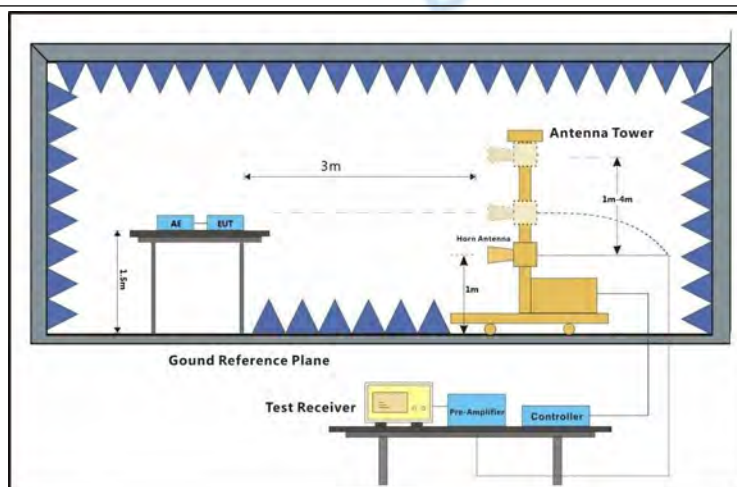 Antenna Tower
3m
1m-4m
AE
EUT
Horn Antenna
1.5m
1m
Gound Reference Plane
Test Receiver
Pre-Amplifier
Controller